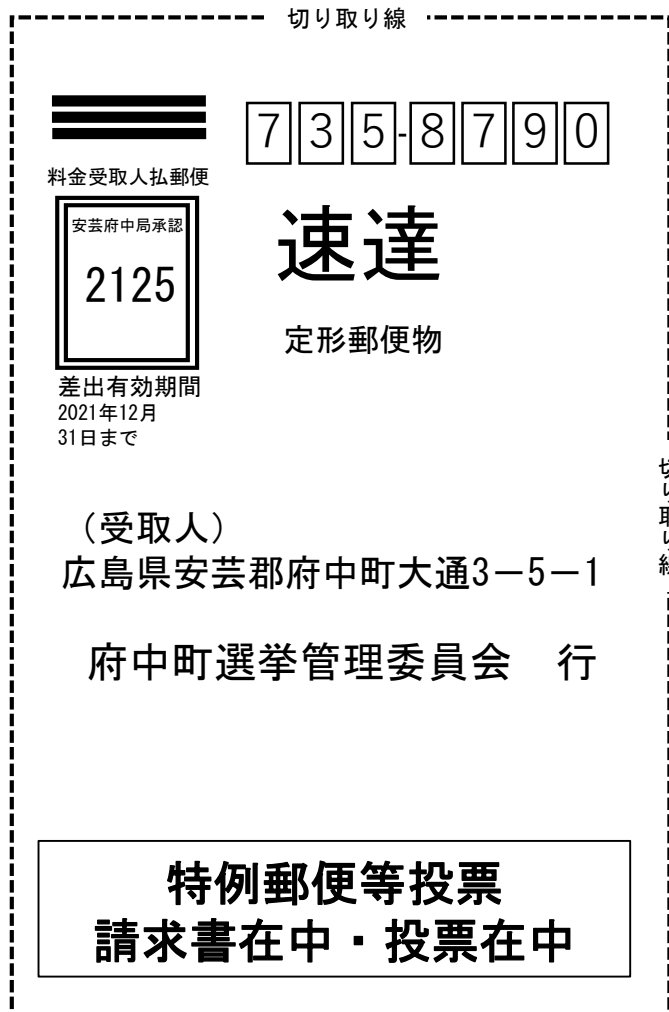 切り取り線
735-8790
料金受取人払郵便
安芸府中局承認
2125
速達
定形郵便物
差出有効期間
2021年12月
31日まで
切り取り線
（受取人）
広島県安芸郡府中町大通3－5－1
府中町選挙管理委員会　行
特例郵便等投票
請求書在中・投票在中